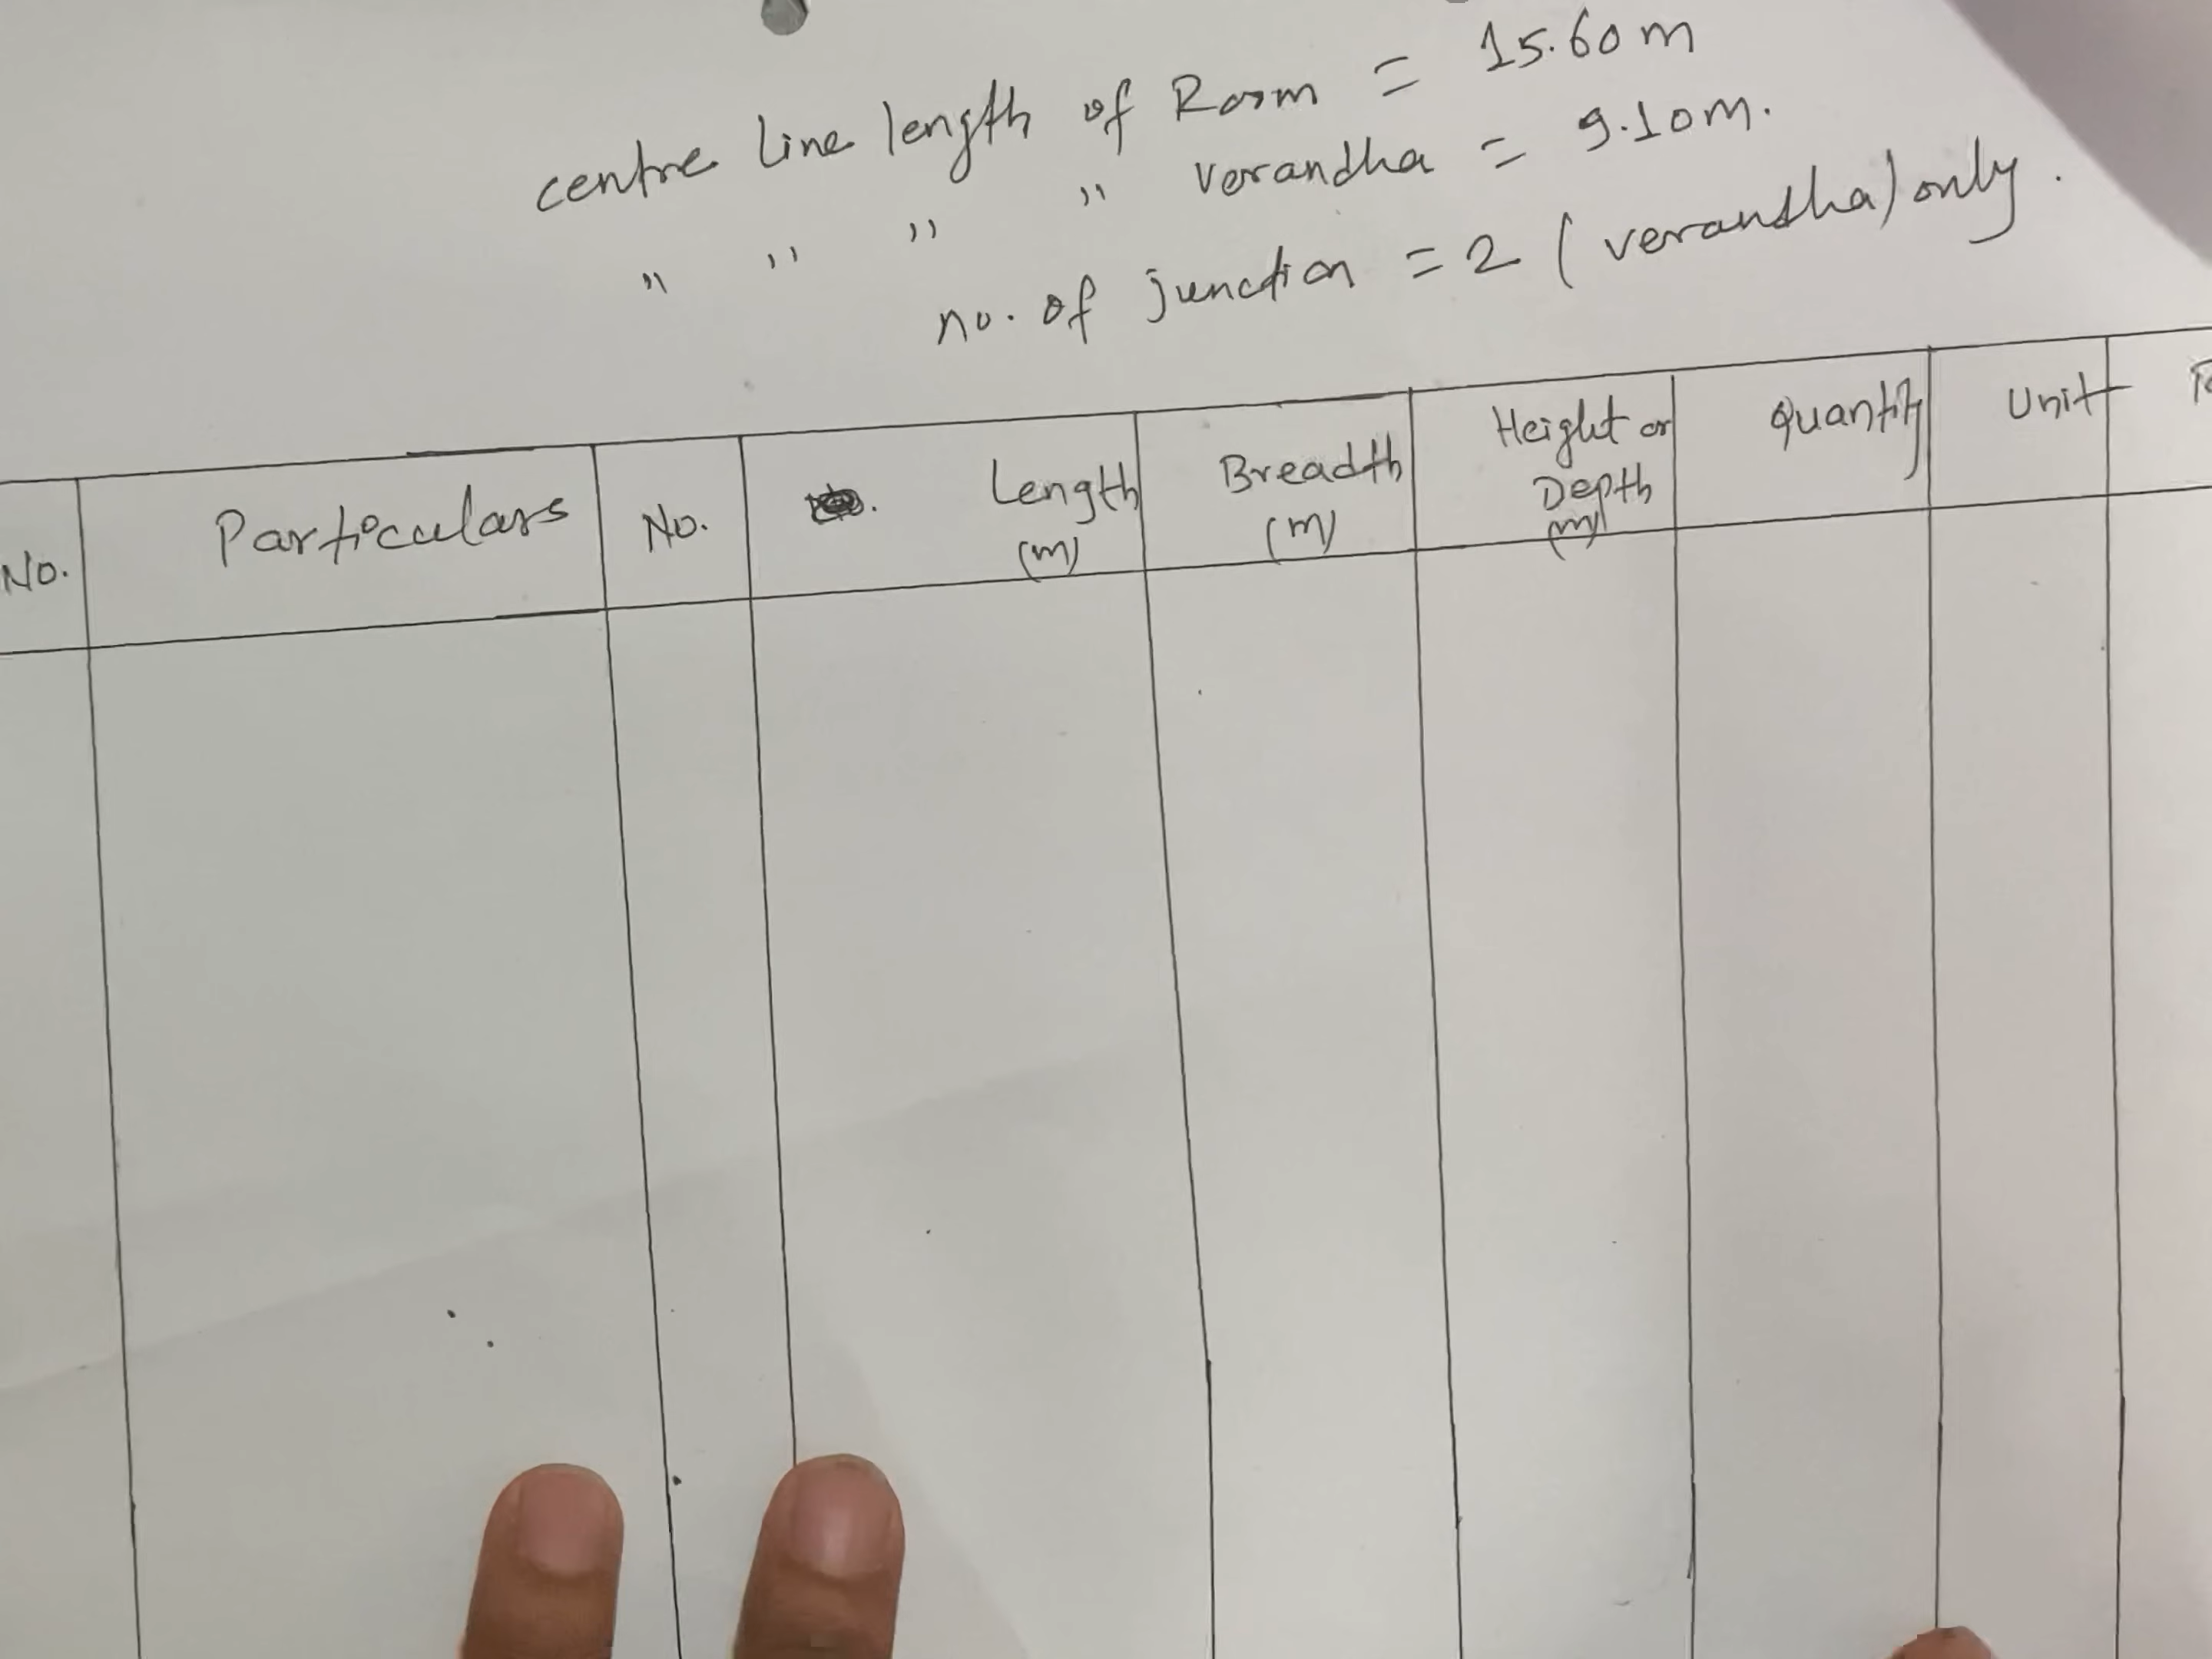 centre line length of Room = 15.60 m
" " " " verandha = 9.10m.
no. of junction = 2 (verandha) only.
No. Particulars No. Length (m) Breadth (m) Height or Depth (m) Quantity Unit